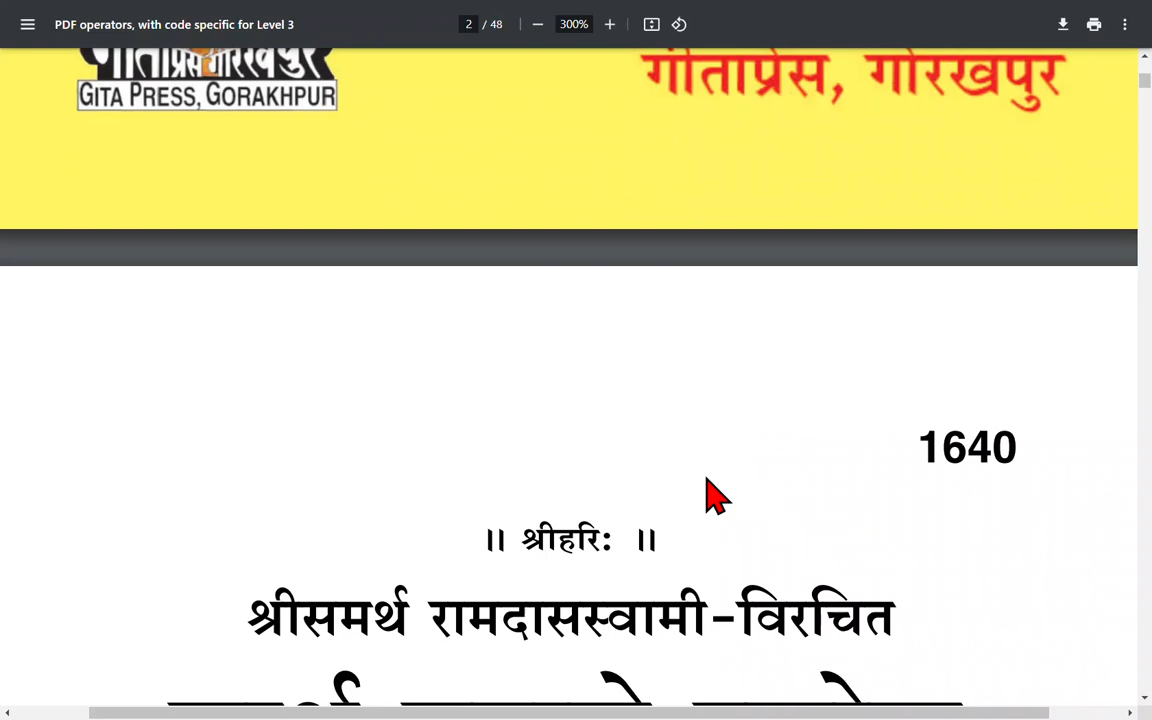 PDF operators, with code specific for Level 3
2 / 48
300%
गीताप्रेस गोरखपुर
GITA PRESS, GORAKHPUR
गीताप्रेस, गोरखपुर
1640
॥ श्रीहरि: ॥
श्रीसमर्थ रामदासस्वामी-विरचित